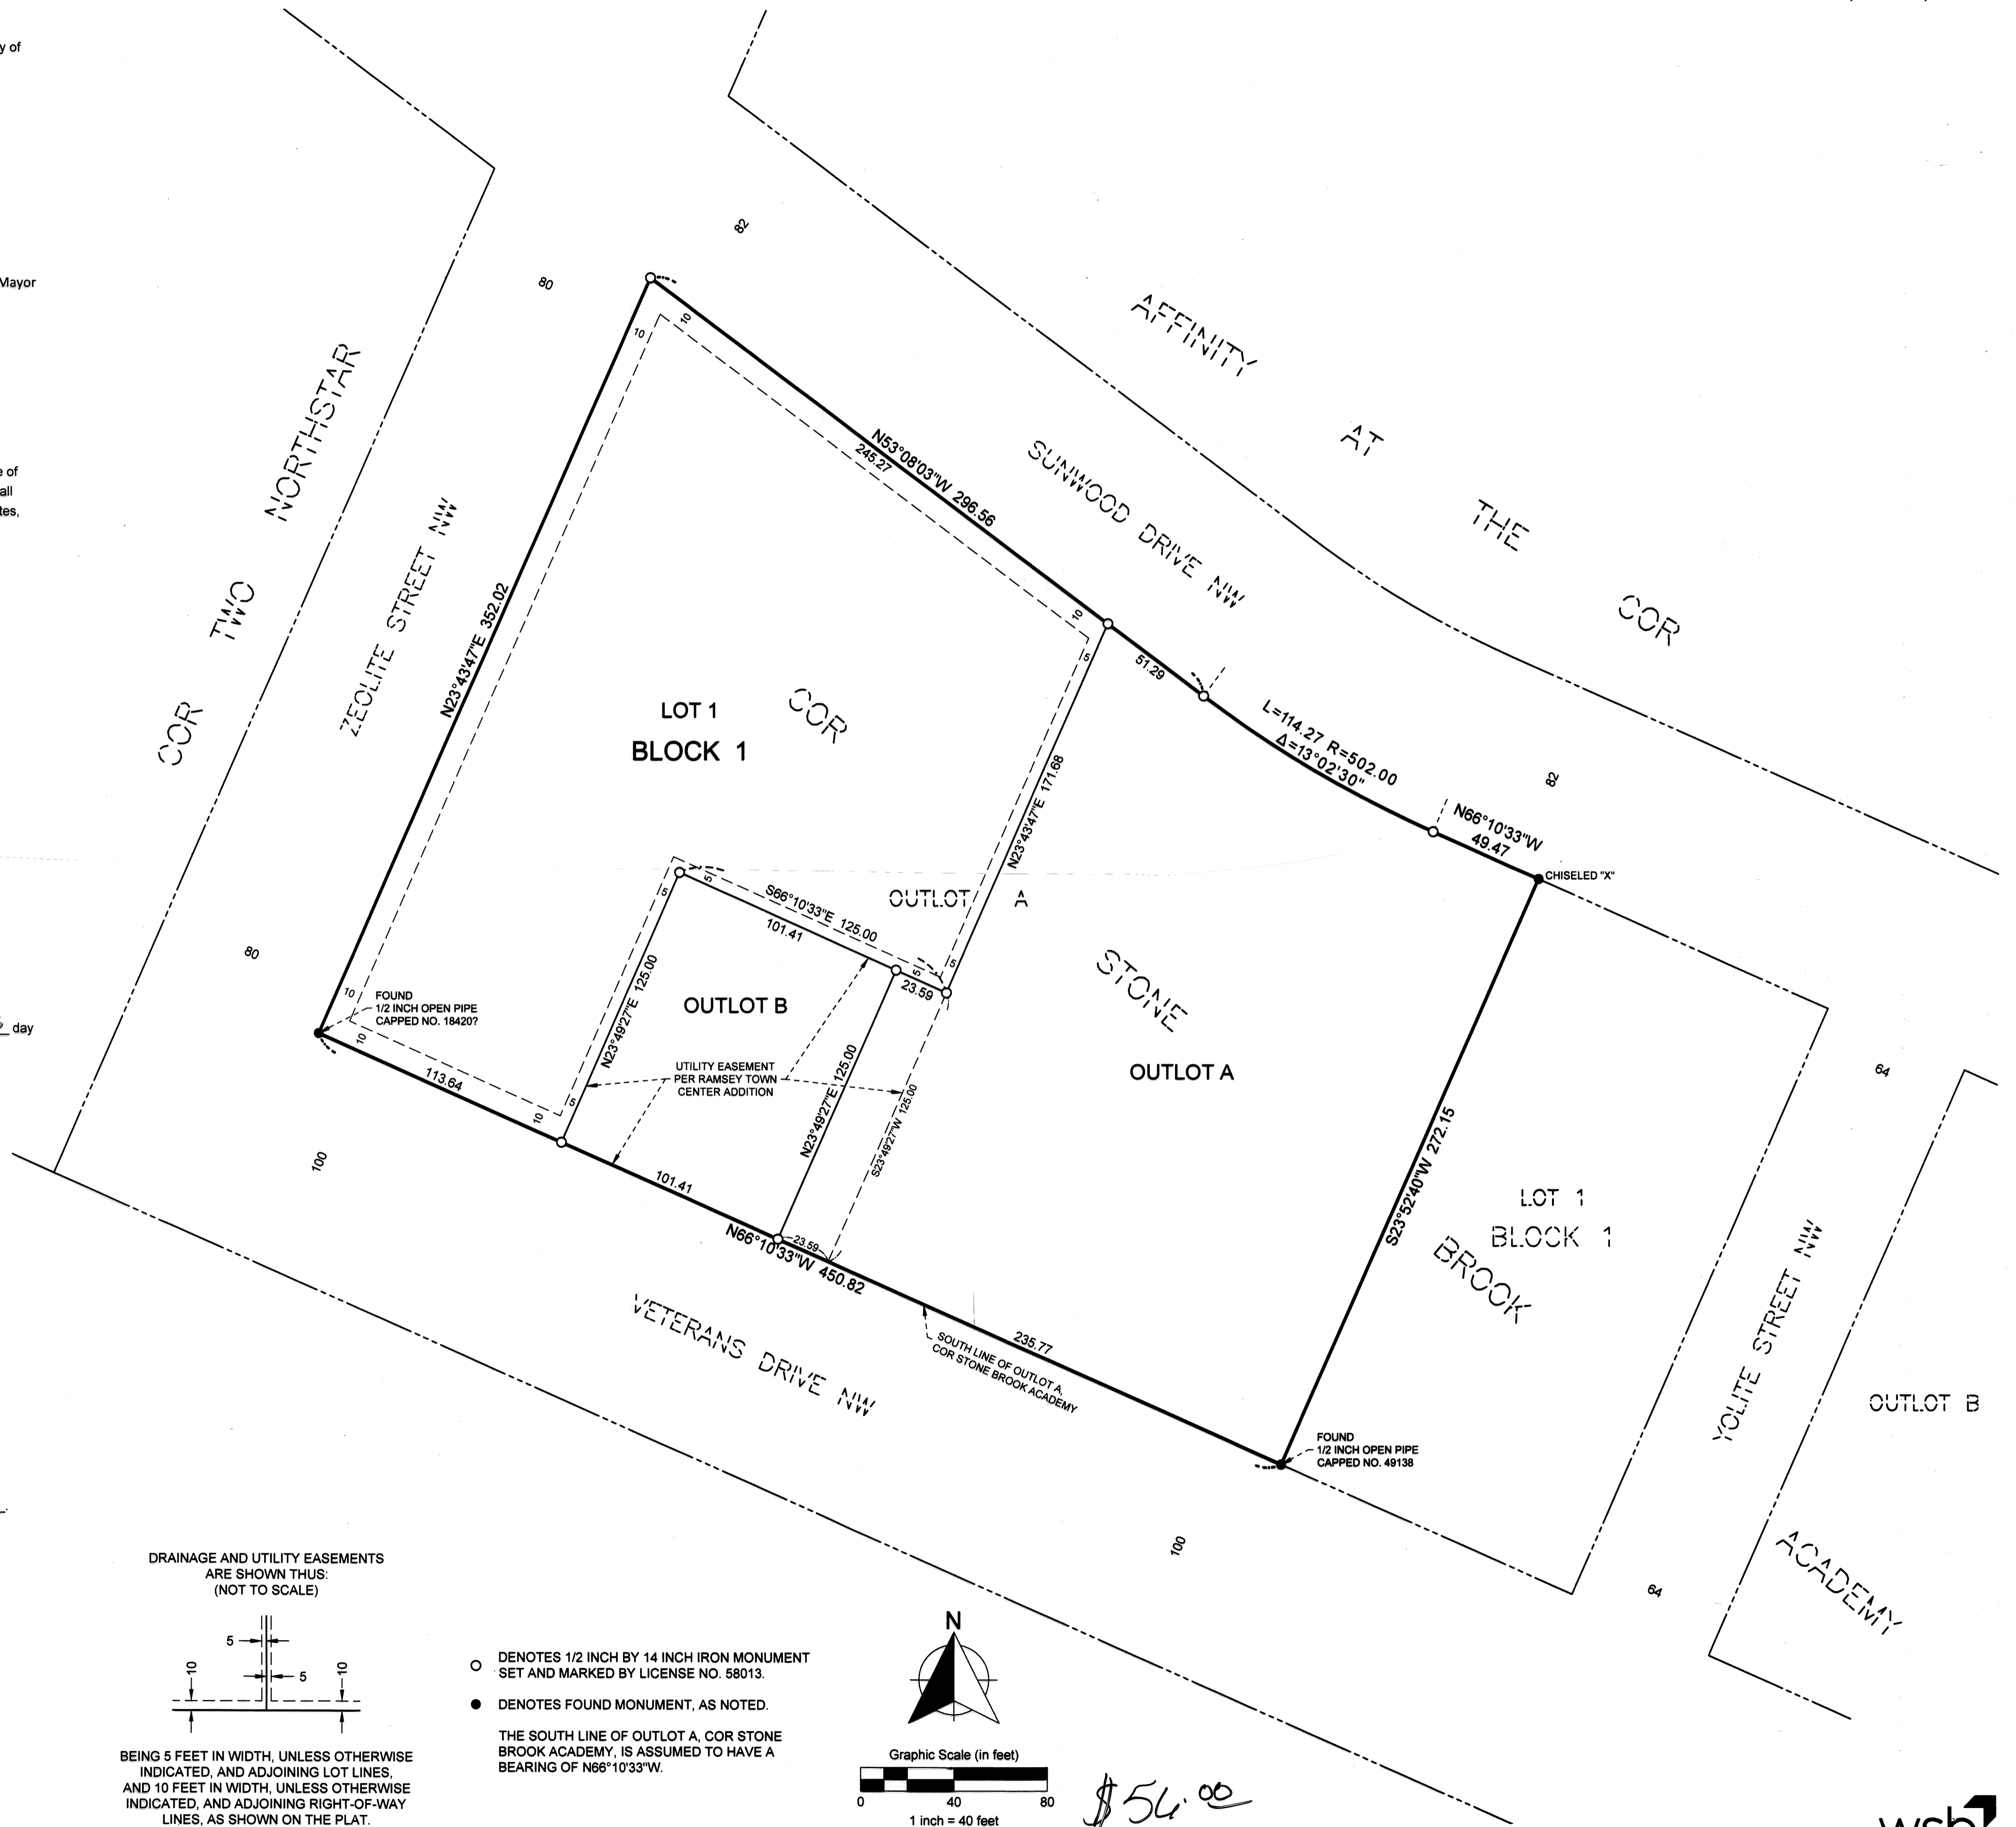 y of
Mayor
e of
all
tes,
day
82
80
10
10
N53°08'03"W 296.56
245.27
AFFINITY
AT
THE
COR
SUNWOOD DRIVE NW
COR TWO NORTHSTAR
ZEOLITE STREET NW
N23°43'47"E 352.02
10
5
51.29
L=114.27 R=502.00
Δ=13°02'30"
82
N66°10'33"W
49.47
CHISELED "X"
LOT 1
BLOCK 1
COR
N23°43'47"E 171.68
OUTLOT A
5
5
S66°10'33"E 125.00
101.41
5
5
23.59
STONE
80
10
FOUND
1/2 INCH OPEN PIPE
CAPPED NO. 18420?
10
N23°49'27"E 125.00
OUTLOT B
OUTLOT A
UTILITY EASEMENT
PER RAMSEY TOWN
CENTER ADDITION
N23°49'27"E 125.00
S23°49'27"W 125.00
113.64
5
10
100
101.41
23.59
N66°10'33"W 450.82
S23°52'40"W 272.15
LOT 1
BLOCK 1
BROOK
64
YOLITE STREET NW
OUTLOT B
VETERANS DRIVE NW
235.77
SOUTH LINE OF OUTLOT A,
COR STONE BROOK ACADEMY
FOUND
1/2 INCH OPEN PIPE
CAPPED NO. 49138
100
64
ACADEMY
DRAINAGE AND UTILITY EASEMENTS
ARE SHOWN THUS:
(NOT TO SCALE)
5
10
5
10
BEING 5 FEET IN WIDTH, UNLESS OTHERWISE
INDICATED, AND ADJOINING LOT LINES,
AND 10 FEET IN WIDTH, UNLESS OTHERWISE
INDICATED, AND ADJOINING RIGHT-OF-WAY
LINES, AS SHOWN ON THE PLAT.
DENOTES 1/2 INCH BY 14 INCH IRON MONUMENT
SET AND MARKED BY LICENSE NO. 58013.
DENOTES FOUND MONUMENT, AS NOTED.
THE SOUTH LINE OF OUTLOT A, COR STONE
BROOK ACADEMY, IS ASSUMED TO HAVE A
BEARING OF N66°10'33"W.
N
Graphic Scale (in feet)
0 40 80
1 inch = 40 feet
wsb